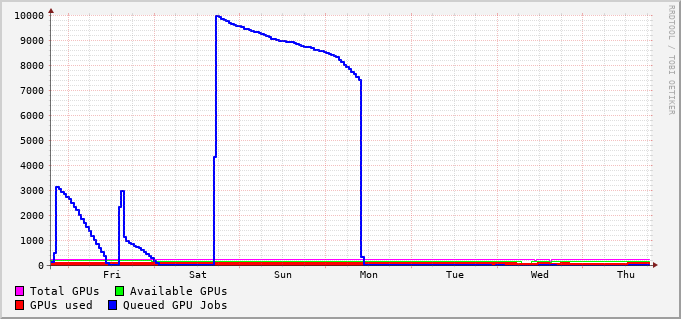 10000
9000
8000
7000
6000
5000
4000
3000
2000
1000
0
Fri Sat Sun Mon Tue Wed Thu
Total GPUs Available GPUs
GPUs used Queued GPU Jobs
RRDTOOL / TOBI OETIKER